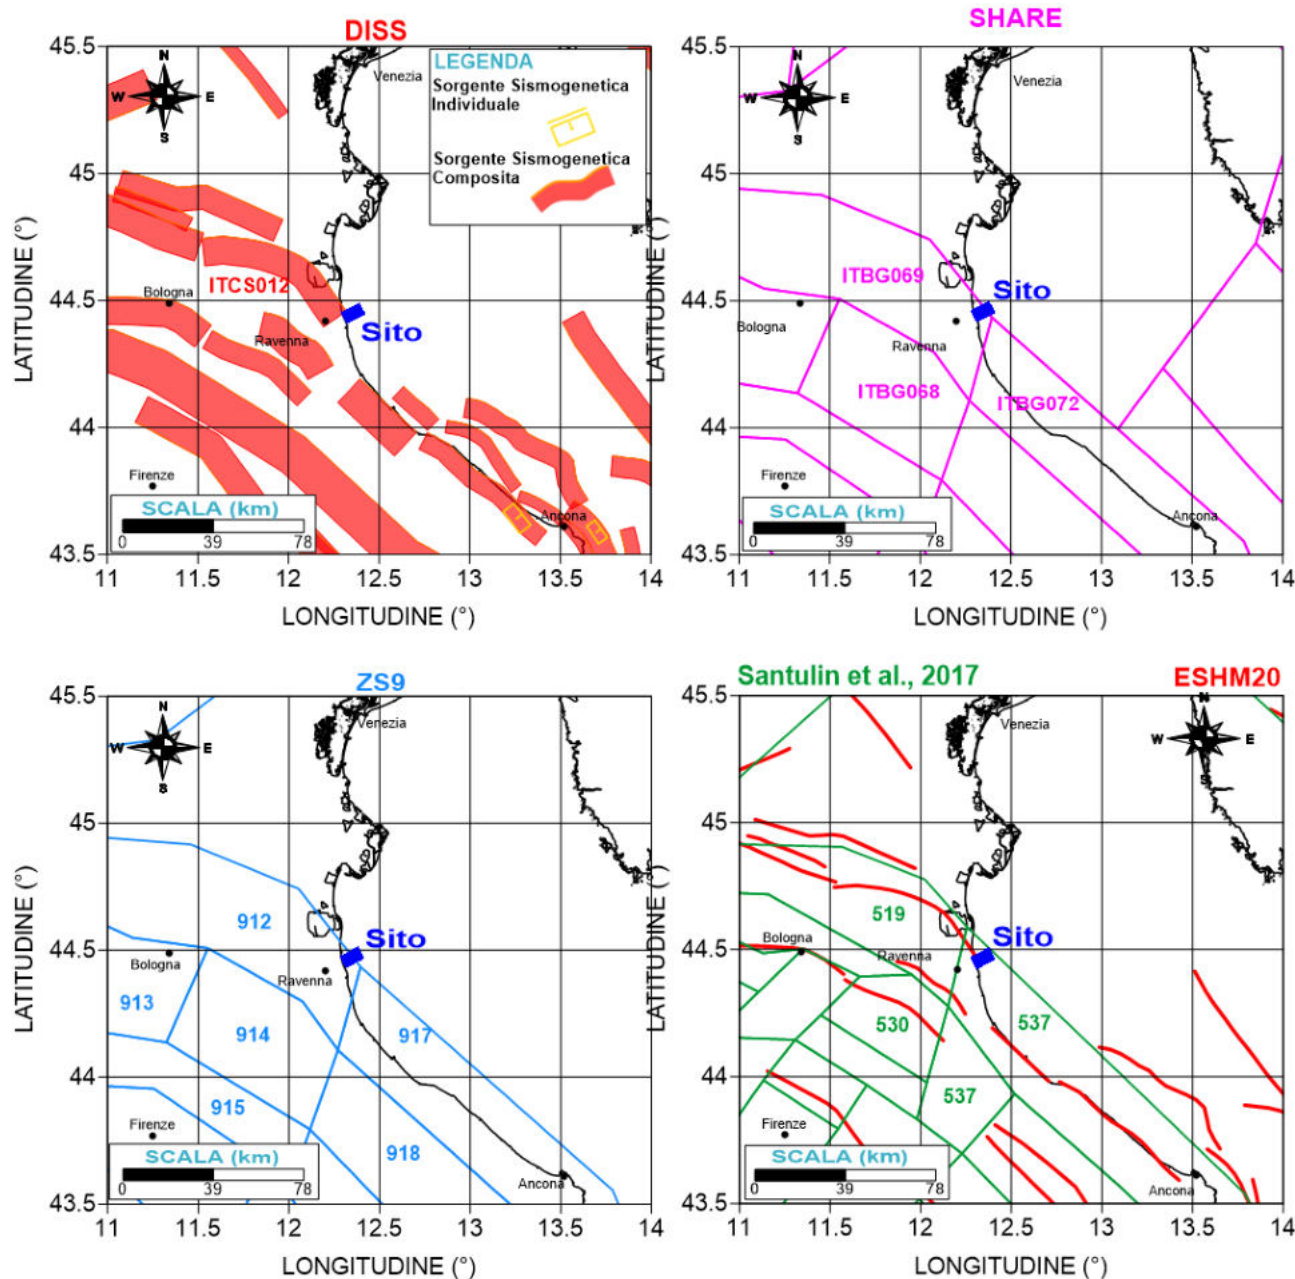 DISS
45.5
45
44.5
44
43.5
LATITUDINE (°)
N
W
E
S
Venezia
LEGENDA
Sorgente Sismogenetica
Individuale
Sorgente Sismogenetica
Composita
ITCS012
Bologna
Sito
Ravenna
Firenze
Ancona
SCALA (km)
0 39 78
11 11.5 12 12.5 13 13.5 14
LONGITUDINE (°)
SHARE
45.5
45
44.5
44
43.5
LATITUDINE (°)
N
W
E
S
Venezia
ITBG069
Sito
Bologna
Ravenna
ITBG068
ITBG072
Firenze
Ancona
SCALA (km)
0 39 78
11 11.5 12 12.5 13 13.5 14
LONGITUDINE (°)
ZS9
45.5
45
44.5
44
43.5
LATITUDINE (°)
N
W
E
S
Venezia
912
Sito
Bologna
Ravenna
913
914
917
915
Firenze
918
Ancona
SCALA (km)
0 39 78
11 11.5 12 12.5 13 13.5 14
LONGITUDINE (°)
Santulin et al., 2017
ESHM20
45.5
45
44.5
44
43.5
LATITUDINE (°)
N
W
E
S
Venezia
519
Sito
Bologna
Ravenna
530
537
537
Firenze
Ancona
SCALA (km)
0 39 78
11 11.5 12 12.5 13 13.5 14
LONGITUDINE (°)